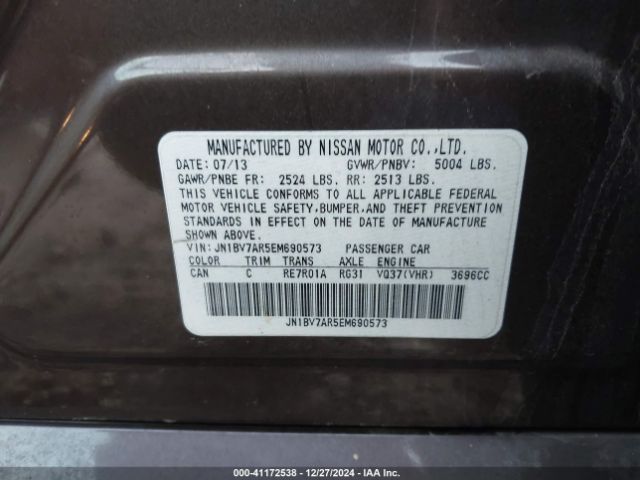 MANUFACTURED BY NISSAN MOTOR CO.,LTD.
DATE: 07/13 GVWR/PNBV: 5004 LBS.
GAWR/PNBE FR: 2524 LBS. RR: 2513 LBS.
THIS VEHICLE CONFORMS TO ALL APPLICABLE FEDERAL
MOTOR VEHICLE SAFETY,BUMPER,AND THEFT PREVENTION
STANDARDS IN EFFECT ON THE DATE OF MANUFACTURE
SHOWN ABOVE.
VIN: JN1BV7AR5EM690573 PASSENGER CAR
COLOR TRIM TRANS AXLE ENGINE
CAN C RE7R01A RG31 VQ37(VHR) 3696CC
JN1BV7AR5EM690573
000-41172538 - 12/27/2024 - IAA Inc.